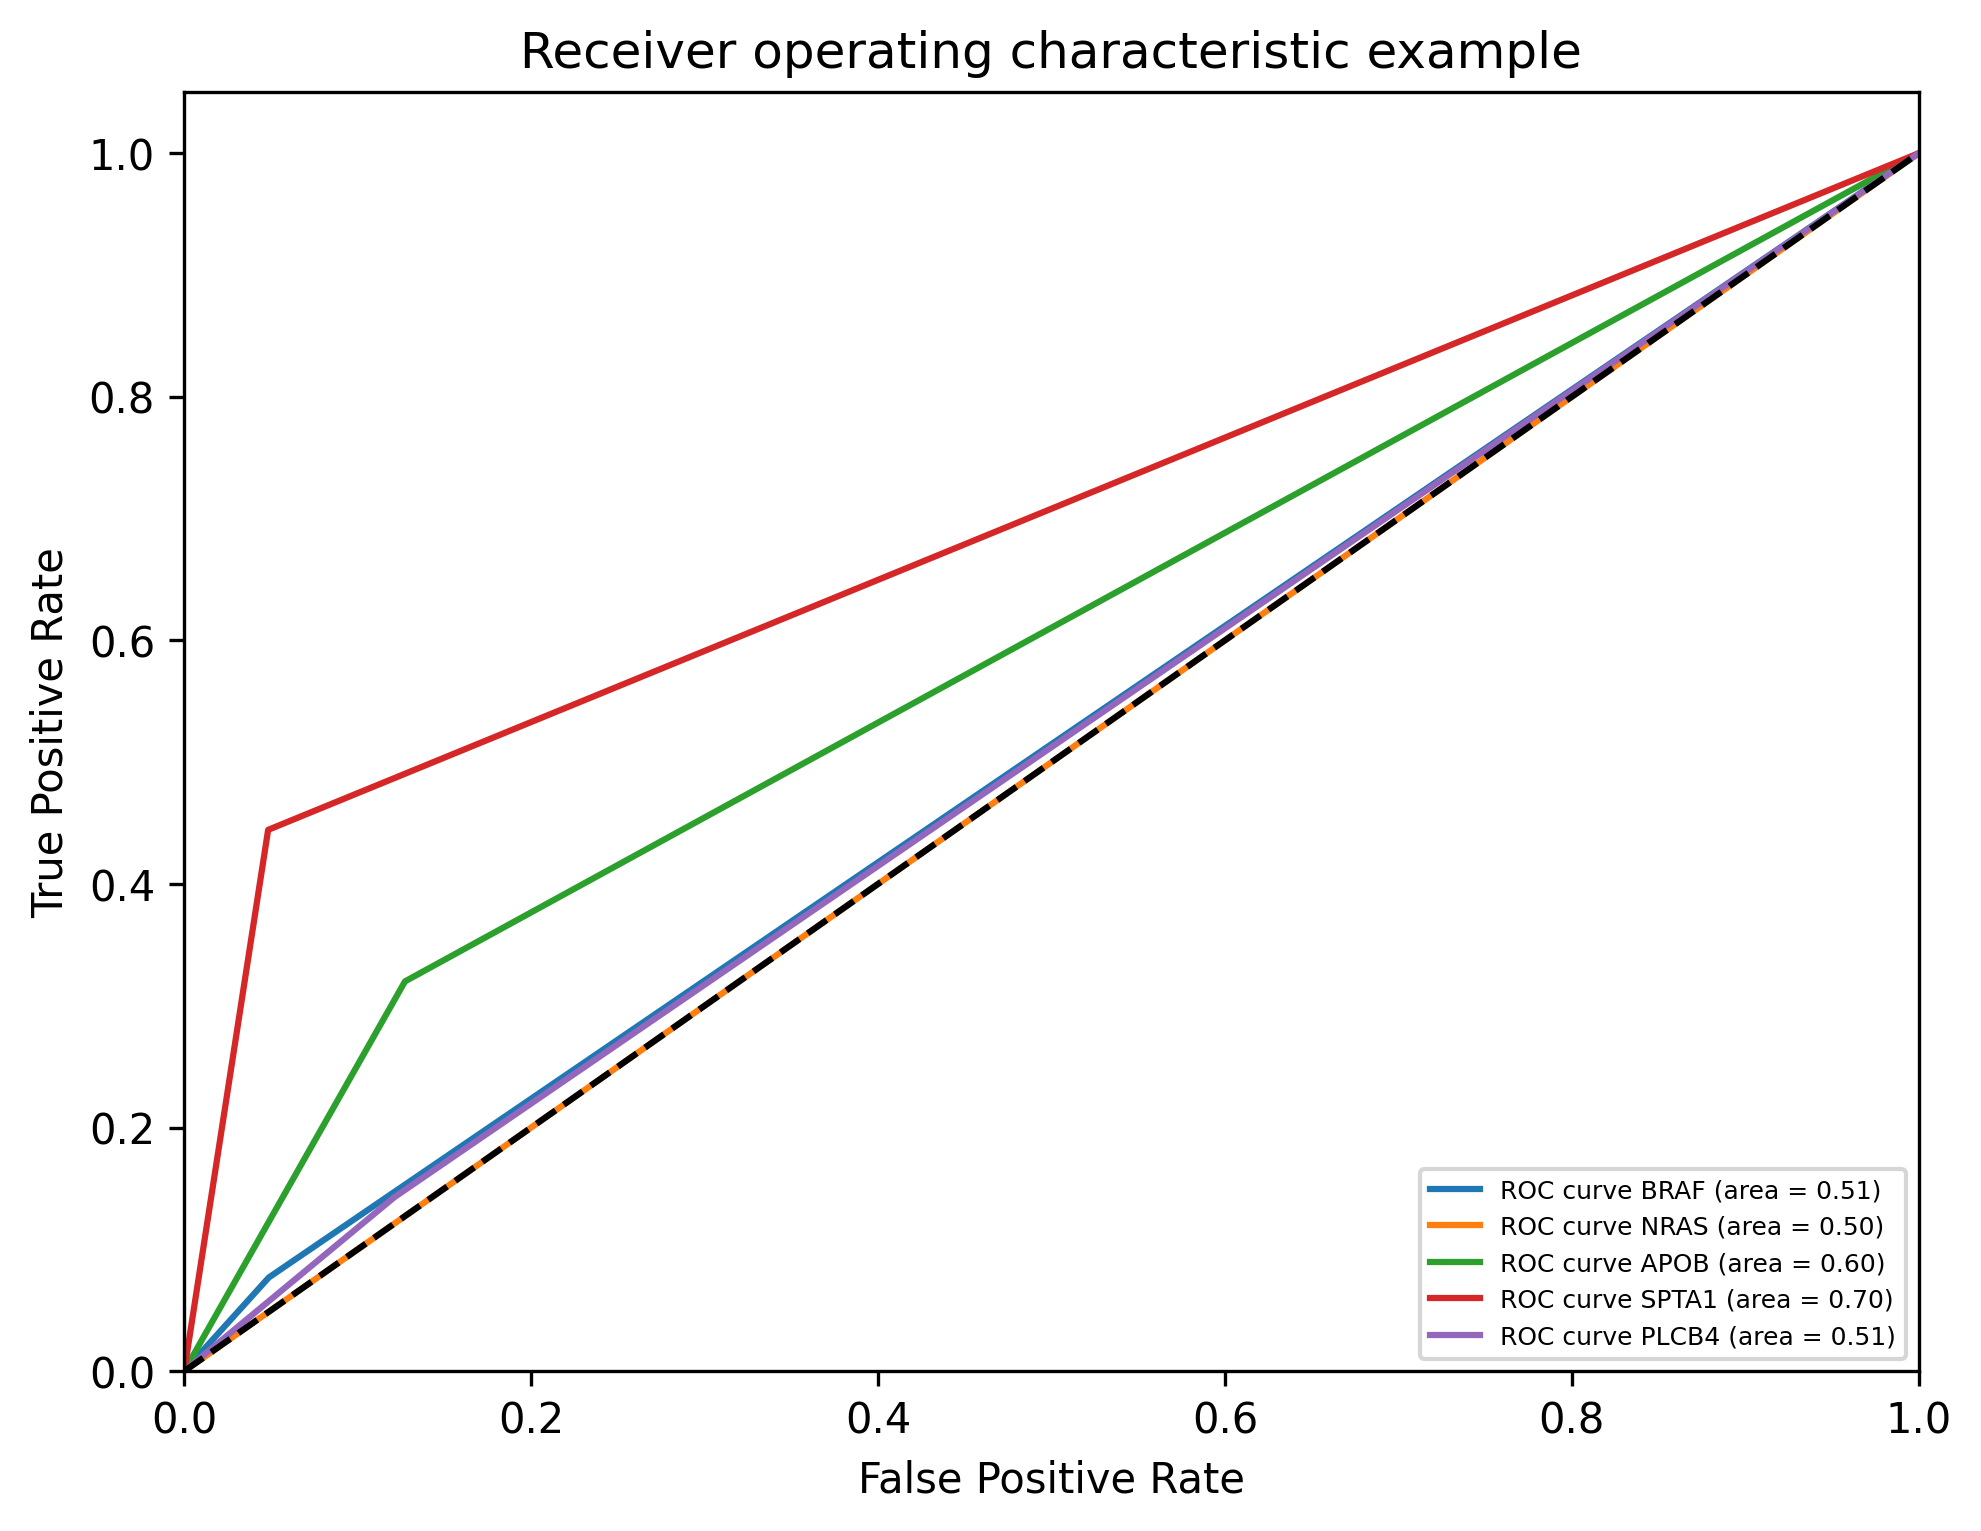 Receiver operating characteristic example
True Positive Rate
1.0
0.8
0.6
0.4
0.2
0.0
0.0 0.2 0.4 0.6 0.8 1.0
False Positive Rate
ROC curve BRAF (area = 0.51)
ROC curve NRAS (area = 0.50)
ROC curve APOB (area = 0.60)
ROC curve SPTA1 (area = 0.70)
ROC curve PLCB4 (area = 0.51)